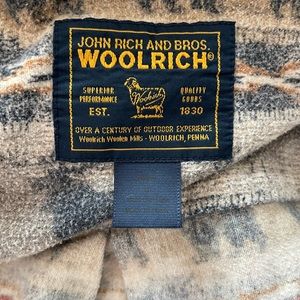 JOHN RICH AND BROS.
WOOLRICH®
SUPERIOR PERFORMANCE
QUALITY GOODS
Woolrich
EST. 1830
OVER A CENTURY OF OUTDOOR EXPERIENCE
Woolrich Woolen Mills - WOOLRICH, PENNA